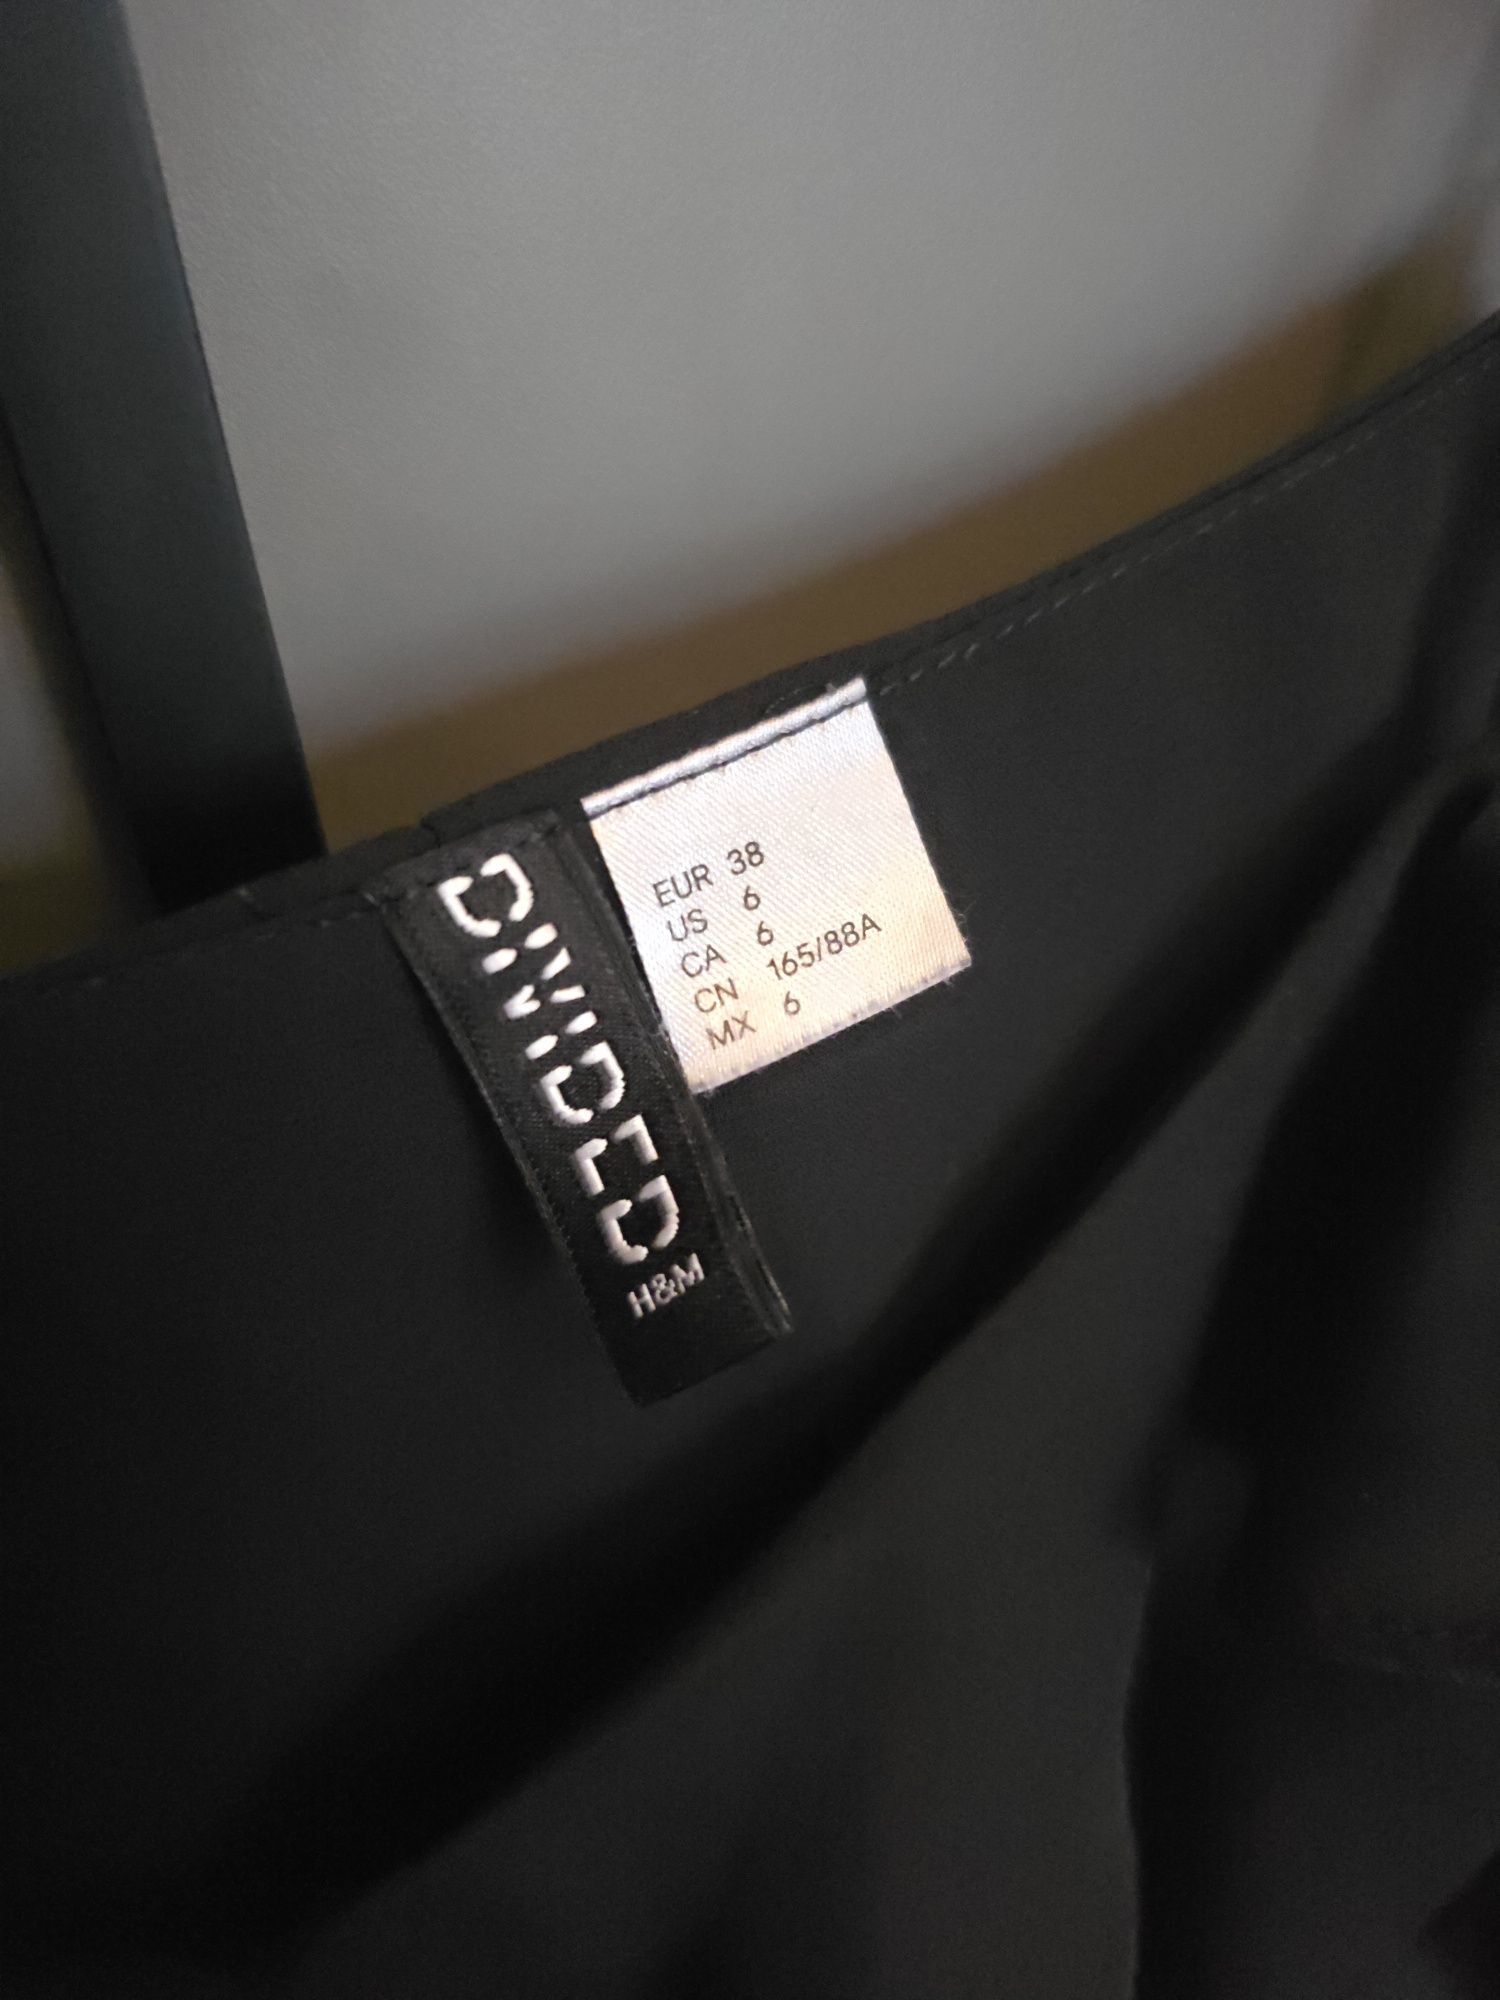 DIVIDED
H&M
EUR 38
US 6
CA 6
CN 165/88A
MX 6